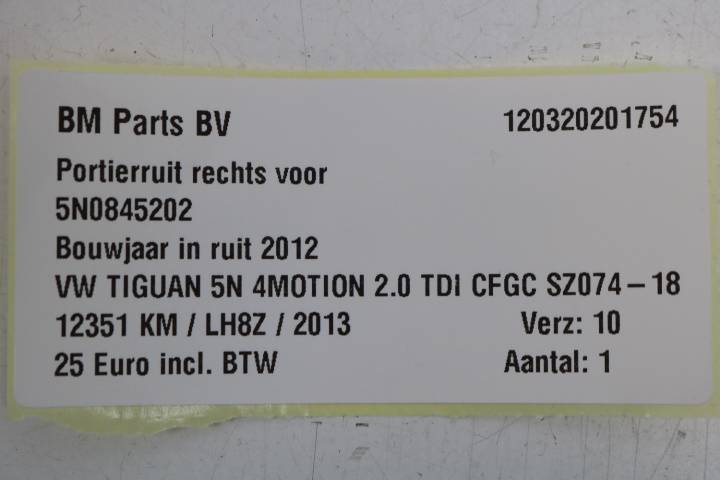 BM Parts BV 120320201754
Portierruit rechts voor
5N0845202
Bouwjaar in ruit 2012
VW TIGUAN 5N 4MOTION 2.0 TDI CFGC SZ074-18
12351 KM / LH8Z / 2013 Verz: 10
25 Euro incl. BTW Aantal: 1